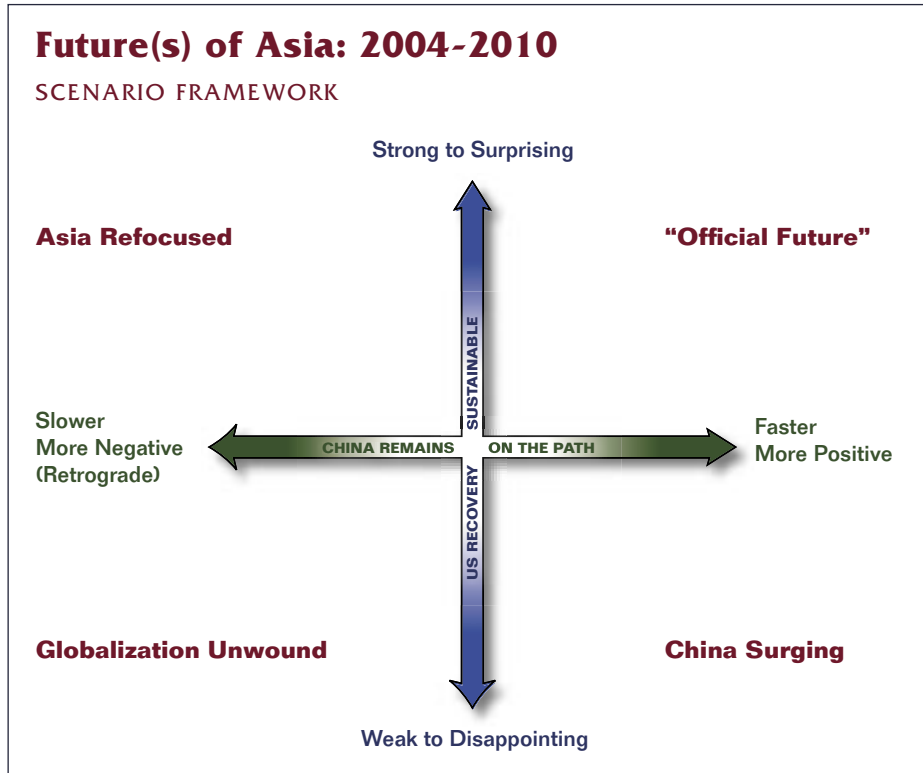 Future(s) of Asia: 2004-2010
SCENARIO FRAMEWORK
Strong to Surprising
Asia Refocused
“Official Future”
SUSTAINABLE
Slower
More Negative
(Retrograde)
CHINA REMAINS ON THE PATH
Faster
More Positive
US RECOVERY
Globalization Unwound
China Surging
Weak to Disappointing